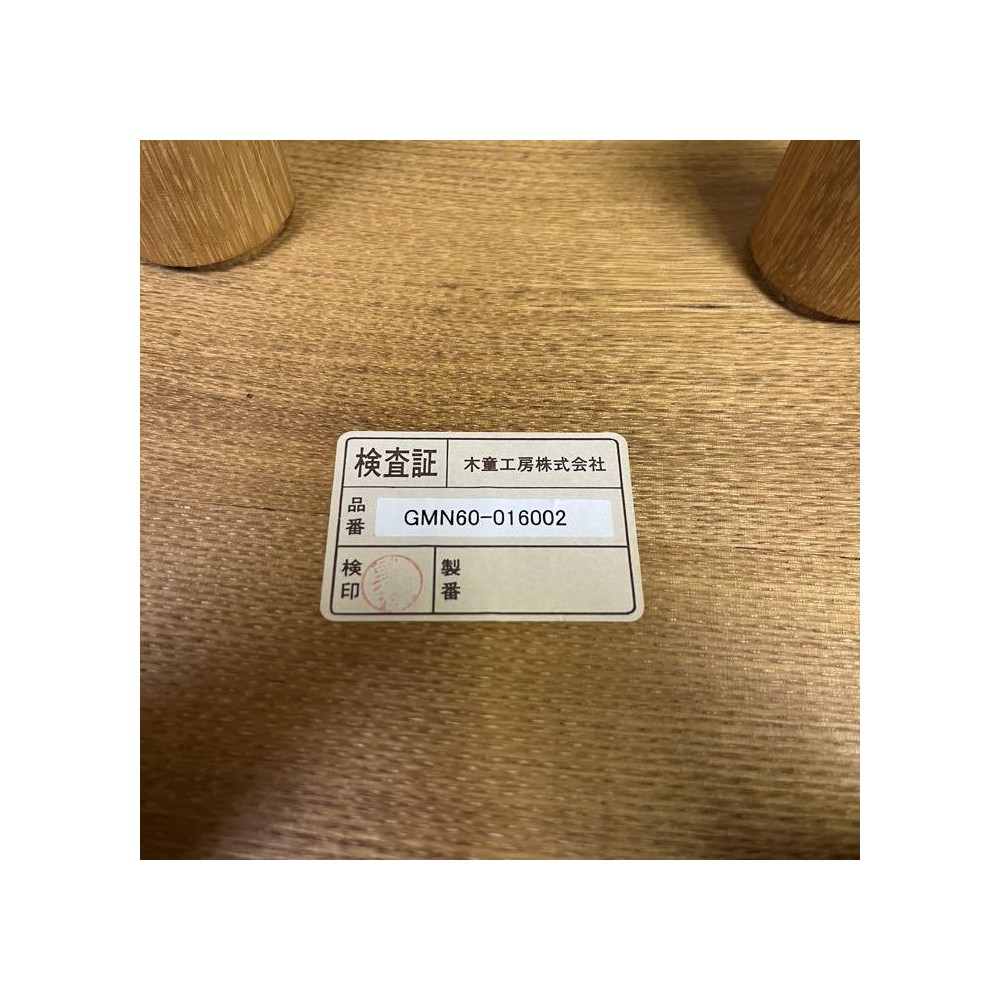 検査証 木童工房株式会社
品番 GMN60-016002
検印 製番